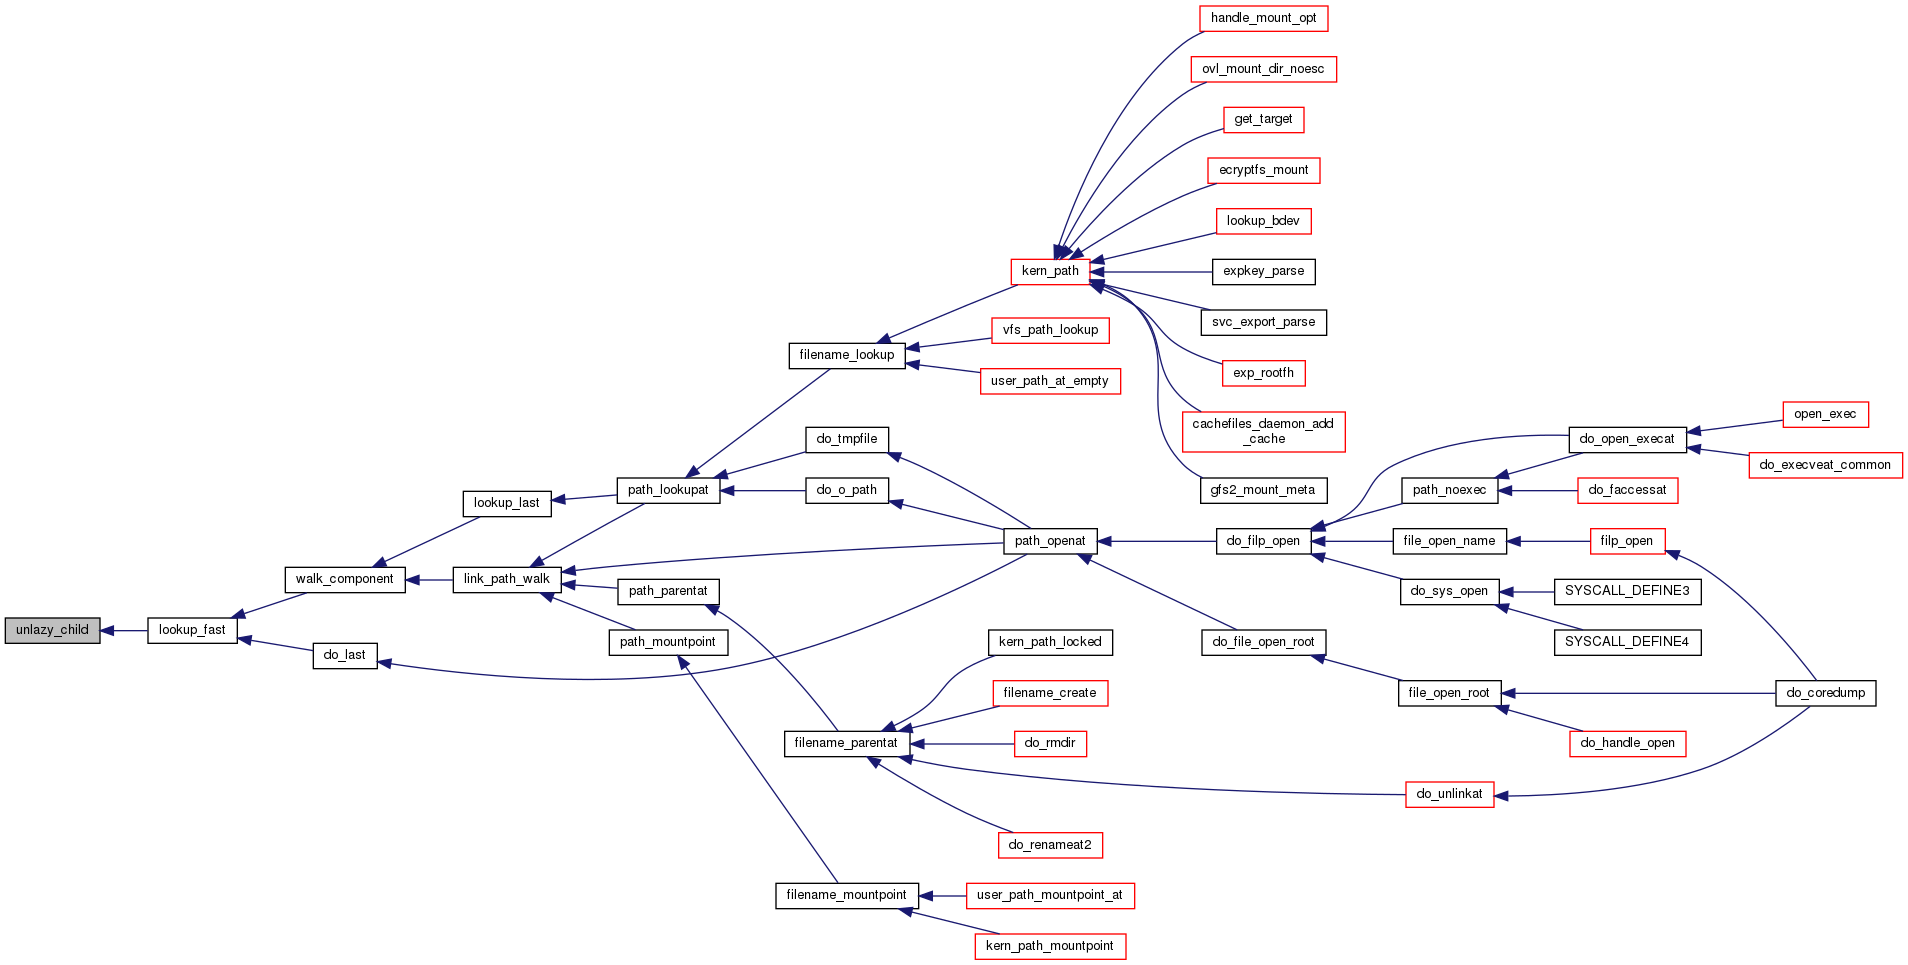 handle_mount_opt
ovl_mount_dir_noesc
get_target
ecryptfs_mount
lookup_bdev
kern_path
expkey_parse
svc_export_parse
vfs_path_lookup
filename_lookup
exp_rootfh
user_path_at_empty
cachefiles_daemon_add
_cache
open_exec
do_tmpfile
do_open_execat
do_execveat_common
path_lookupat
do_o_path
gfs2_mount_meta
path_noexec
do_faccessat
lookup_last
path_openat
do_filp_open
file_open_name
filp_open
walk_component
link_path_walk
path_parentat
do_sys_open
SYSCALL_DEFINE3
unlazy_child
lookup_fast
path_mountpoint
kern_path_locked
do_file_open_root
SYSCALL_DEFINE4
do_last
filename_create
file_open_root
do_coredump
filename_parentat
do_rmdir
do_handle_open
do_unlinkat
do_renameat2
filename_mountpoint
user_path_mountpoint_at
kern_path_mountpoint